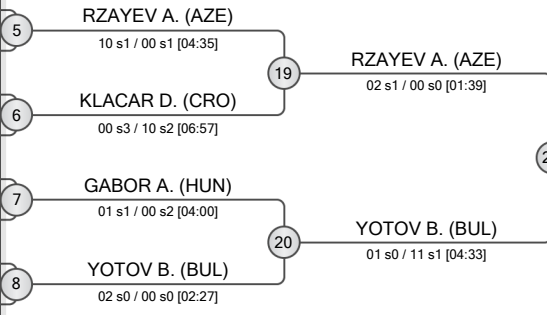 5
RZAYEV A. (AZE)
10 s1 / 00 s1 [04:35]
19
RZAYEV A. (AZE)
02 s1 / 00 s0 [01:39]
6
KLACAR D. (CRO)
00 s3 / 10 s2 [06:57]
7
GABOR A. (HUN)
01 s1 / 00 s2 [04:00]
20
YOTOV B. (BUL)
01 s0 / 11 s1 [04:33]
8
YOTOV B. (BUL)
02 s0 / 00 s0 [02:27]